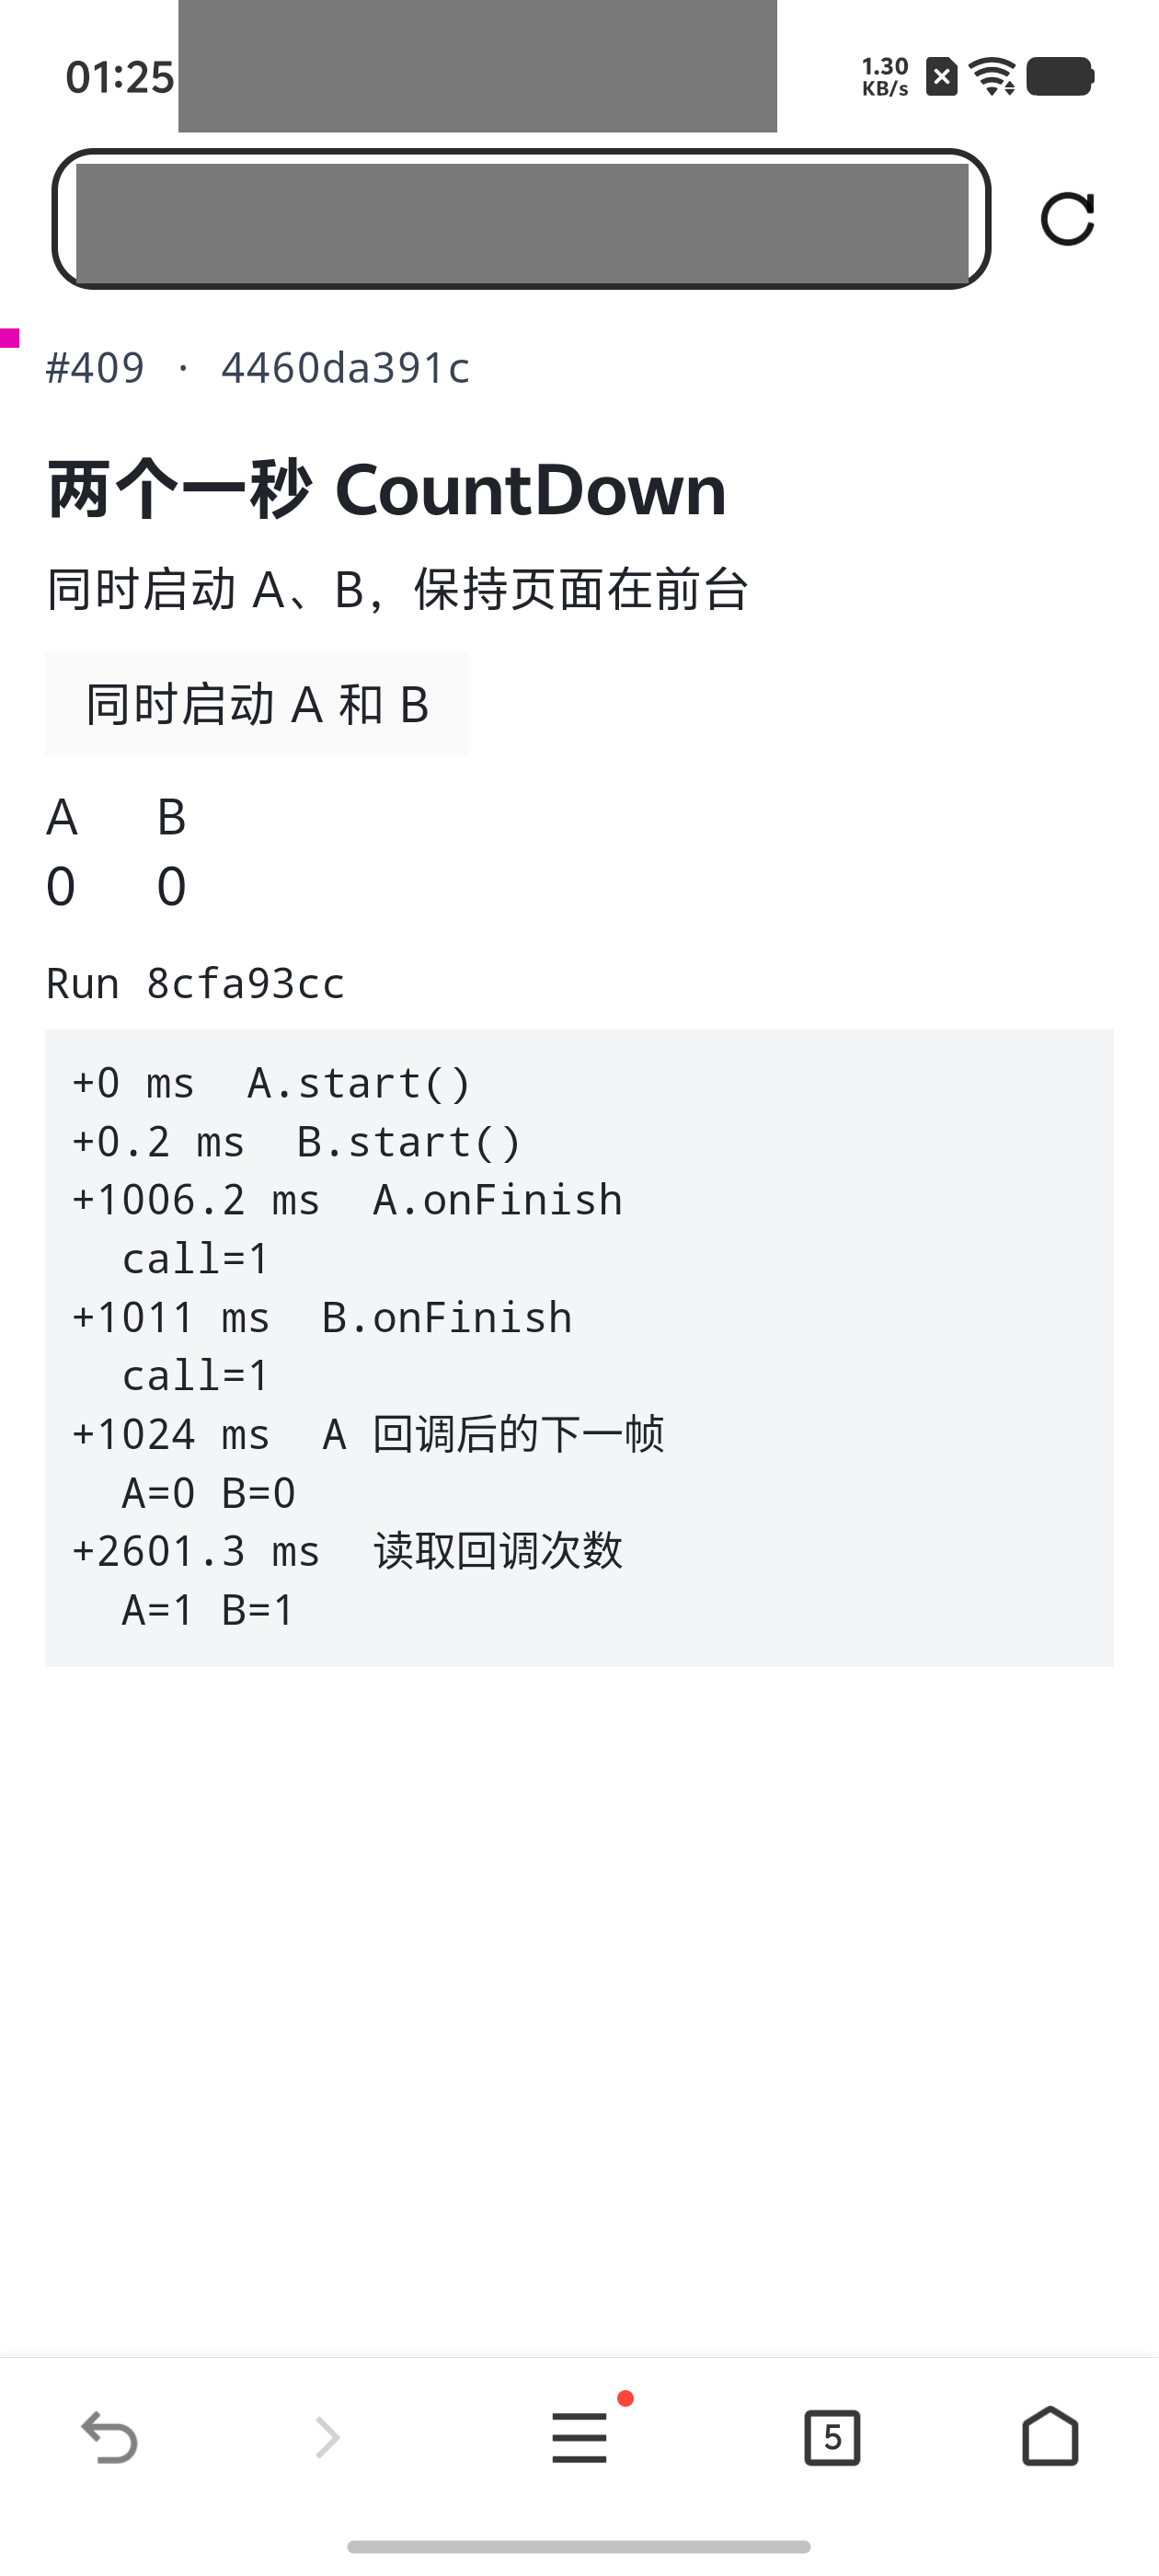 01:25
1.30
KB/s
#409 · 4460da391c
两个一秒 CountDown
同时启动 A、B，保持页面在前台
同时启动 A 和 B
A B
0 0
Run 8cfa93cc
+0 ms  A.start()
+0.2 ms  B.start()
+1006.2 ms  A.onFinish
  call=1
+1011 ms  B.onFinish
  call=1
+1024 ms  A 回调后的下一帧
  A=0 B=0
+2601.3 ms  读取回调次数
  A=1 B=1
5